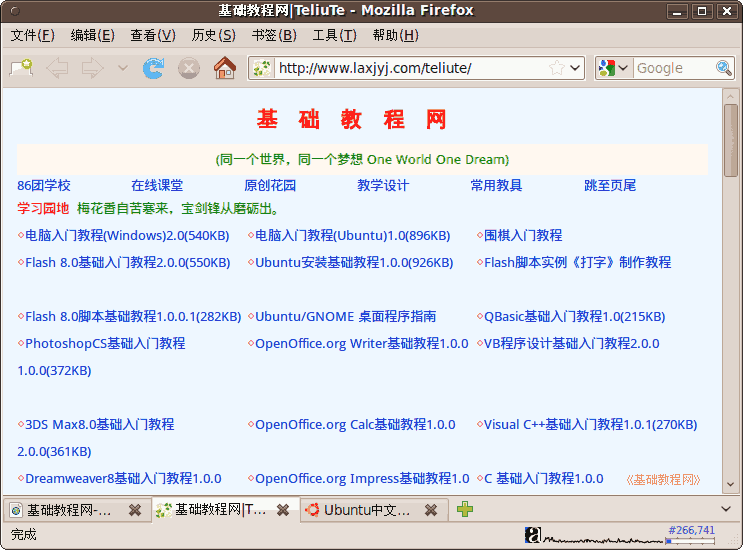 基础教程网|TeliuTe - Mozilla Firefox
文件(F) 编辑(E) 查看(V) 历史(S) 书签(B) 工具(T) 帮助(H)
http://www.laxjyj.com/teliute/ Google
基 础 教 程 网
(同一个世界，同一个梦想 One World One Dream)
86团学校 在线课堂 原创花园 教学设计 常用教具 跳至页尾
学习园地 梅花香自苦寒来，宝剑锋从磨砺出。
◇电脑入门教程(Windows)2.0(540KB) ◇电脑入门教程(Ubuntu)1.0(896KB) ◇围棋入门教程
◇Flash 8.0基础入门教程2.0.0(550KB) ◇Ubuntu安装基础教程1.0.0(926KB) ◇Flash脚本实例《打字》制作教程
◇Flash 8.0脚本基础教程1.0.0.1(282KB) ◇Ubuntu/GNOME 桌面程序指南 ◇QBasic基础入门教程1.0(215KB)
◇PhotoshopCS基础入门教程 ◇OpenOffice.org Writer基础教程1.0.0 ◇VB程序设计基础入门教程2.0.0
1.0.0(372KB)
◇3DS Max8.0基础入门教程 ◇OpenOffice.org Calc基础教程1.0.0 ◇Visual C++基础入门教程1.0.1(270KB)
2.0.0(361KB)
◇Dreamweaver8基础入门教程1.0.0 ◇OpenOffice.org Impress基础教程1.0 ◇C 基础入门教程1.0.0 《基础教程网》
基础教程网-... 基础教程网|T... Ubuntu中文...
完成 a #266,741